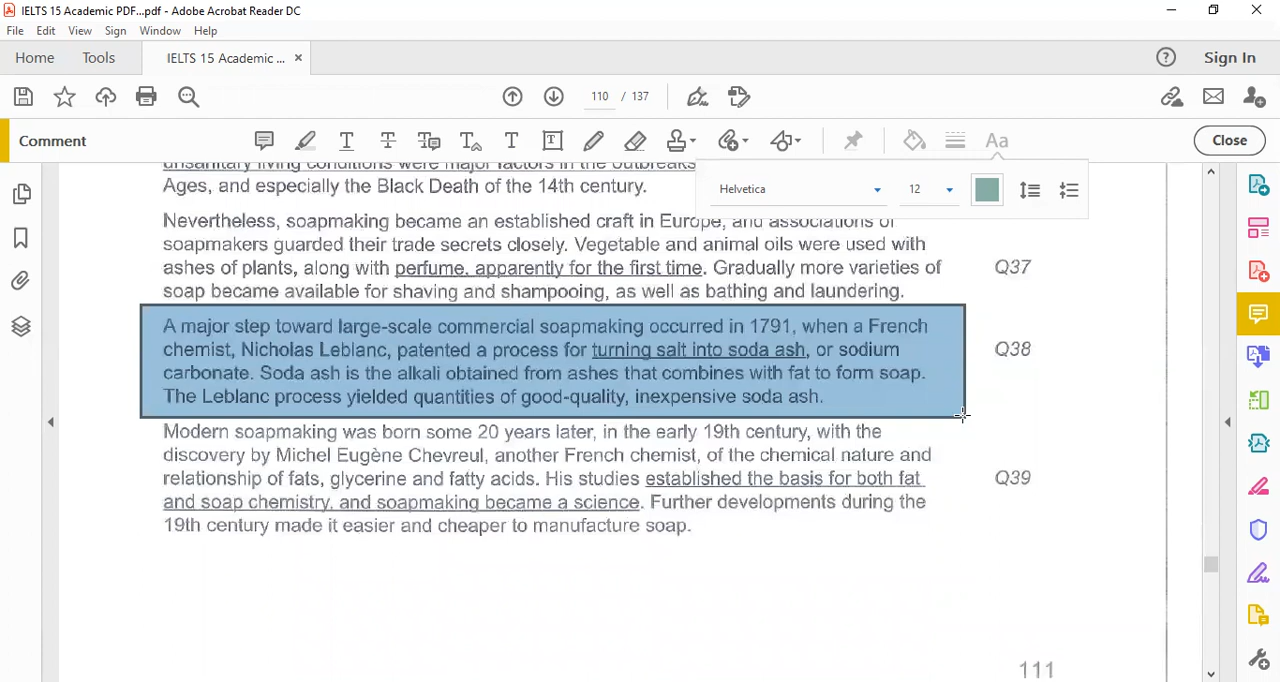 IELTS 15 Academic PDF...pdf - Adobe Acrobat Reader DC
File Edit View Sign Window Help
Home Tools IELTS 15 Academic ... × ? Sign In
110 / 137
Comment T T T T Close
Aa
Helvetica 12
unsanitary living conditions were major factors in the outbreaks
Ages, and especially the Black Death of the 14th century.
Nevertheless, soapmaking became an established craft in Europe, and associations of
soapmakers guarded their trade secrets closely. Vegetable and animal oils were used with
ashes of plants, along with perfume, apparently for the first time. Gradually more varieties of Q37
soap became available for shaving and shampooing, as well as bathing and laundering.
A major step toward large-scale commercial soapmaking occurred in 1791, when a French
chemist, Nicholas Leblanc, patented a process for turning salt into soda ash, or sodium Q38
carbonate. Soda ash is the alkali obtained from ashes that combines with fat to form soap.
The Leblanc process yielded quantities of good-quality, inexpensive soda ash.
Modern soapmaking was born some 20 years later, in the early 19th century, with the
discovery by Michel Eugène Chevreul, another French chemist, of the chemical nature and
relationship of fats, glycerine and fatty acids. His studies established the basis for both fat Q39
and soap chemistry, and soapmaking became a science. Further developments during the
19th century made it easier and cheaper to manufacture soap.
111